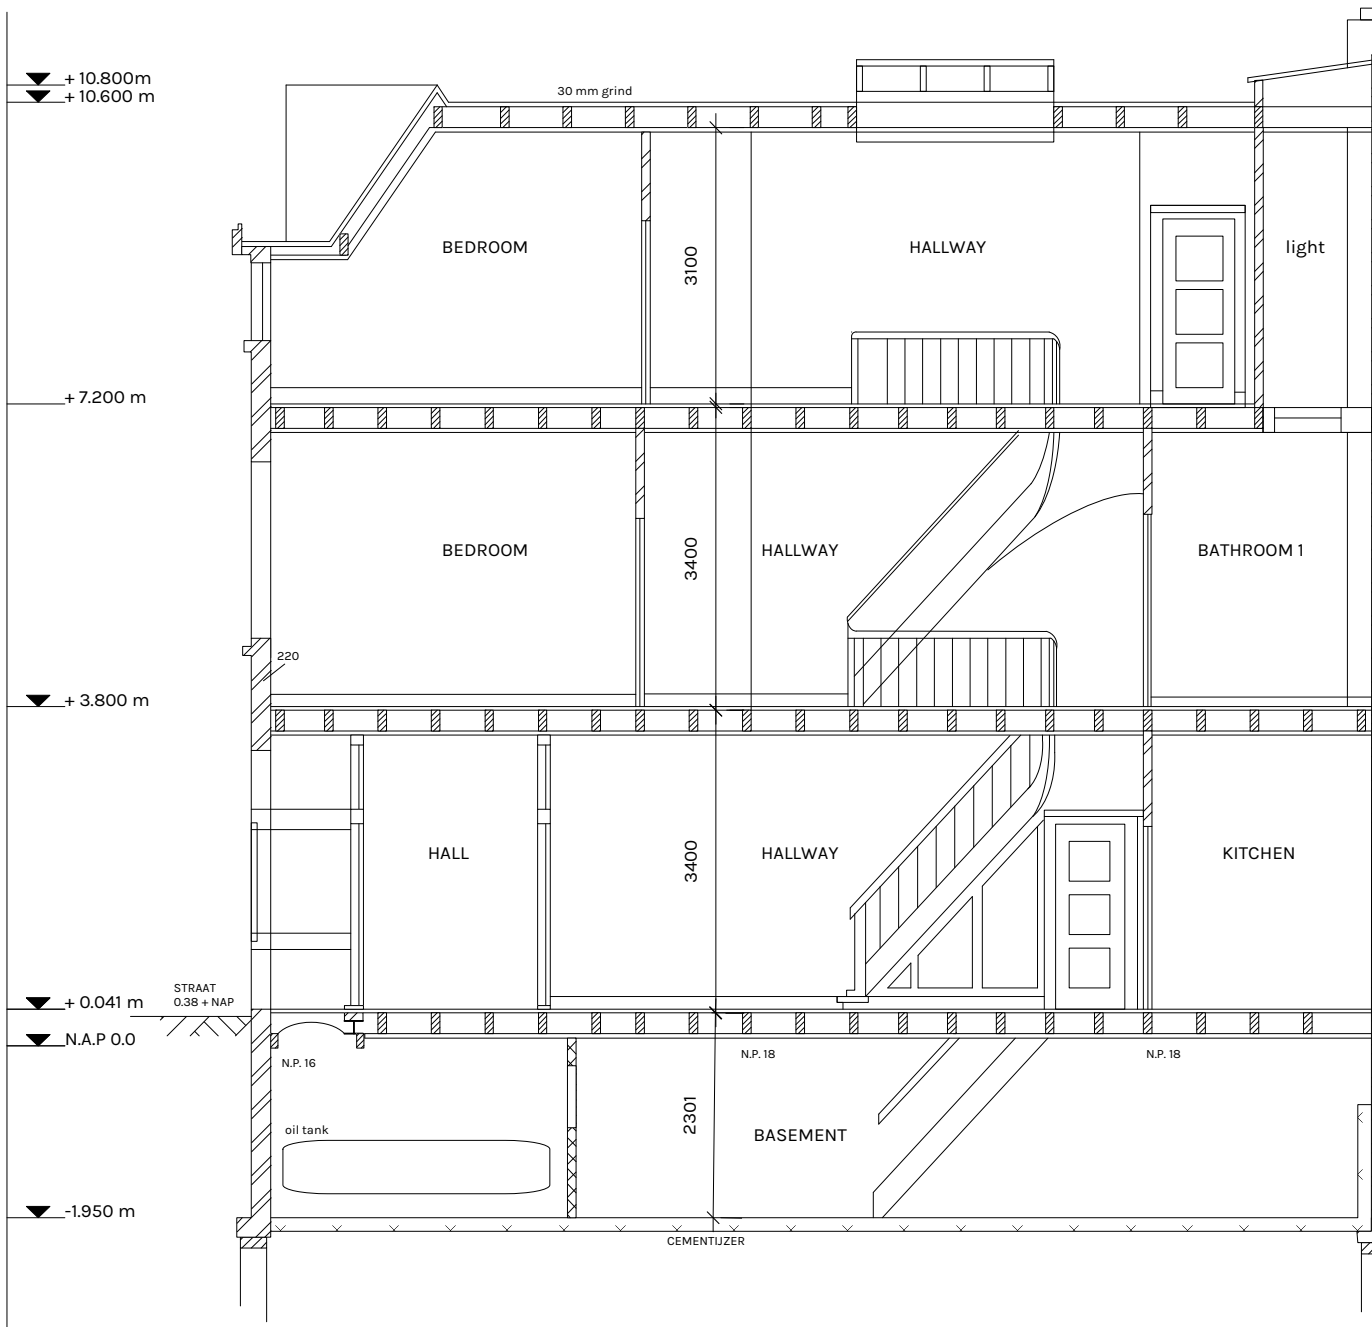 + 10.800m
+ 10.600 m
30 mm grind
BEDROOM
3100
HALLWAY
light
+ 7.200 m
BEDROOM
3400
HALLWAY
BATHROOM 1
220
+ 3.800 m
HALL
3400
HALLWAY
KITCHEN
STRAAT
0.38 + NAP
+ 0.041 m
N.A.P 0.0
N.P. 16
N.P. 18
N.P. 18
oil tank
2301
BASEMENT
-1.950 m
CEMENTIJZER